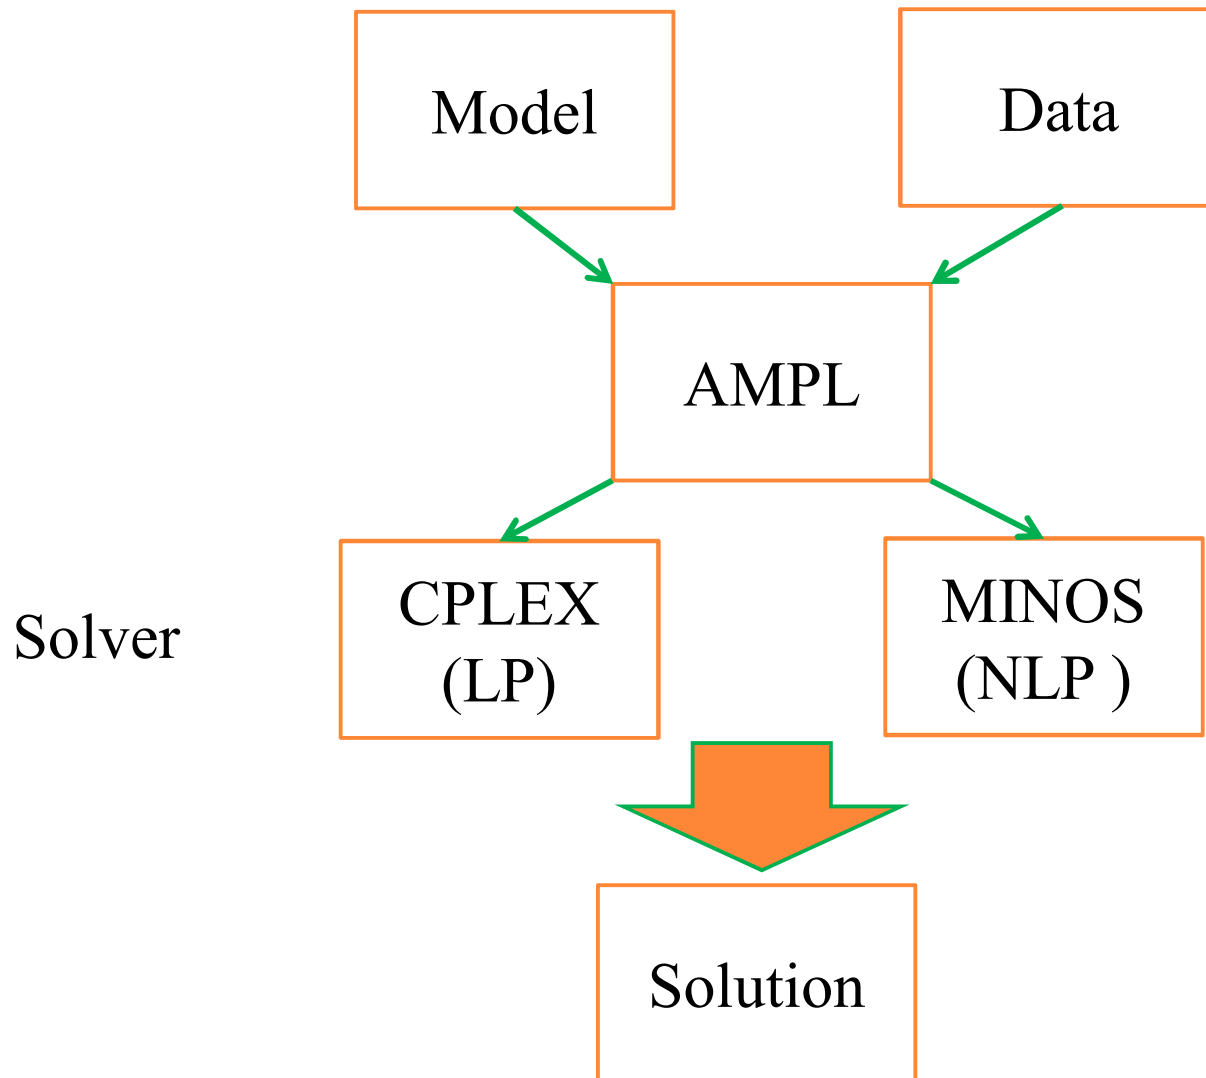 Model
Data
AMPL
Solver
CPLEX
(LP)
MINOS
(NLP )
Solution